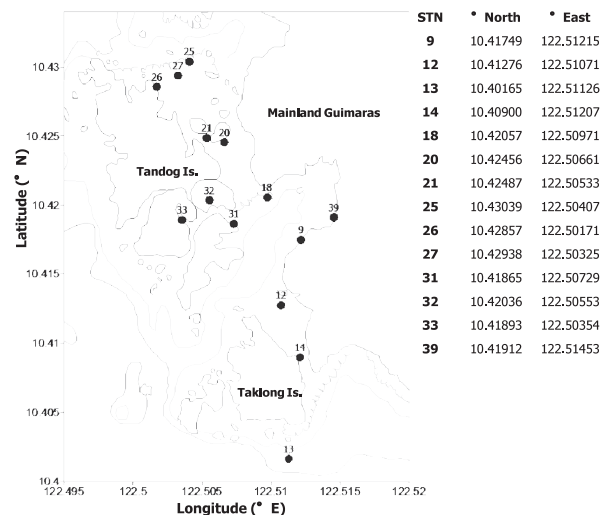 STN ° North ° East
9 10.41749 122.51215
12 10.41276 122.51071
13 10.40165 122.51126
14 10.40900 122.51207
18 10.42057 122.50971
20 10.42456 122.50661
21 10.42487 122.50533
25 10.43039 122.50407
26 10.42857 122.50171
27 10.42938 122.50325
31 10.41865 122.50729
32 10.42036 122.50553
33 10.41893 122.50354
39 10.41912 122.51453
Latitude (° N)
10.43
10.425
10.42
10.415
10.41
10.405
10.4
25
27
26
Mainland Guimaras
21
20
Tandog Is.
32
18
33
31
39
9
12
14
Taklong Is.
13
122.495 122.5 122.505 122.51 122.515 122.52
Longitude (° E)